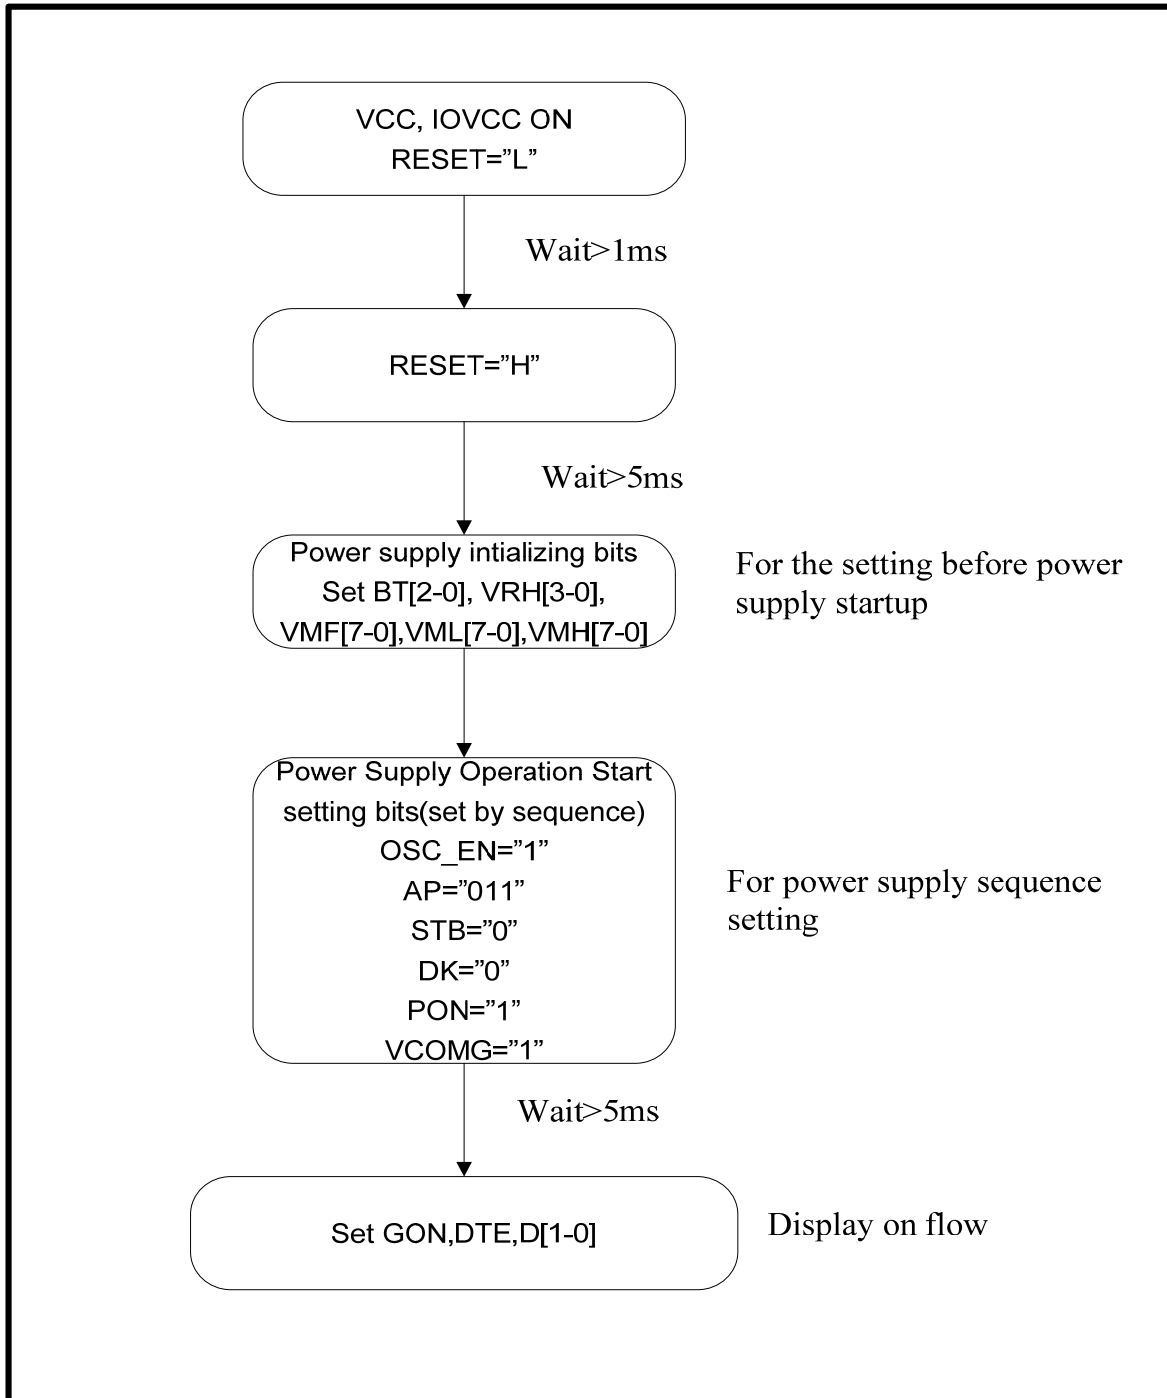 VCC, IOVCC ON
RESET=”L”
Wait>1ms
RESET=”H”
Wait>5ms
Power supply intializing bits
Set BT[2-0], VRH[3-0],
VMF[7-0],VML[7-0],VMH[7-0]
For the setting before power
supply startup
Power Supply Operation Start
setting bits(set by sequence)
OSC_EN=”1”
AP=”011”
STB=”0”
DK=”0”
PON=”1”
VCOMG=”1”
For power supply sequence
setting
Wait>5ms
Set GON,DTE,D[1-0]
Display on flow